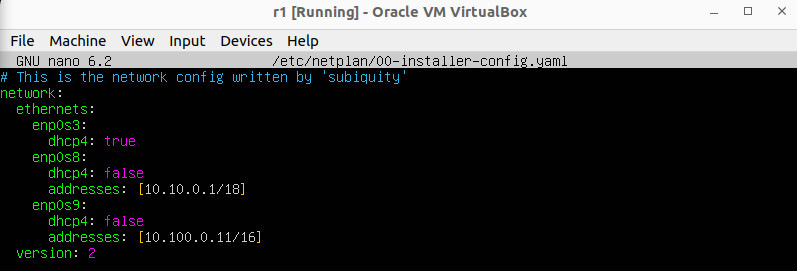 r1 [Running] - Oracle VM VirtualBox
File Machine View Input Devices Help
GNU nano 6.2 /etc/netplan/00-installer-config.yaml
# This is the network config written by 'subiquity'
network:
  ethernets:
    enp0s3:
      dhcp4: true
    enp0s8:
      dhcp4: false
      addresses: [10.10.0.1/18]
    enp0s9:
      dhcp4: false
      addresses: [10.100.0.11/16]
  version: 2